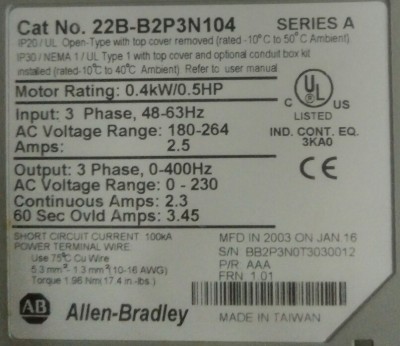 Cat No. 22B-B2P3N104 SERIES A
IP20 / UL Open-Type with top cover removed (rated -10°C to 50°C Ambient).
IP30 / NEMA 1 / UL Type 1 with top cover and optional conduit box kit
installed (rated-10°C to 40°C Ambient) Refer to user manual
Motor Rating: 0.4kW/0.5HP
Input: 3 Phase, 48-63Hz
AC Voltage Range: 180-264
Amps: 2.5
C UL US
LISTED
IND. CONT. EQ.
3KA0
CE
Output: 3 Phase, 0-400Hz
AC Voltage Range: 0 - 230
Continuous Amps: 2.3
60 Sec Ovld Amps: 3.45
SHORT CIRCUIT CURRENT 100kA
POWER TERMINAL WIRE:
Use 75°C Cu Wire
5.3 mm²- 1.3 mm²(10-16 AWG)
Torque 1.96 Nm(17.4 in.-lbs.)
MFD IN 2003 ON JAN 16
S/N BB2P3N0T3030012
P/R AAA
FRN 1.01
AB Allen-Bradley
MADE IN TAIWAN